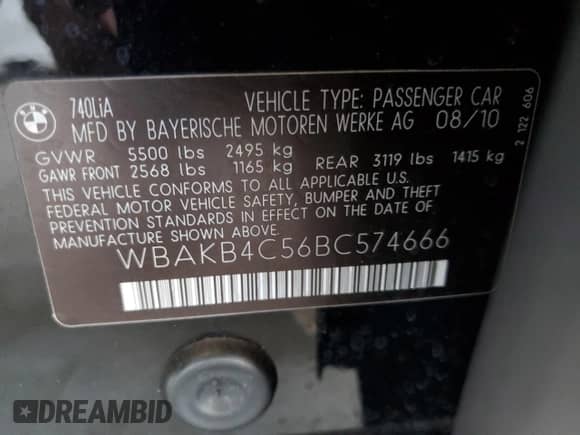 BMW
740LiA VEHICLE TYPE: PASSENGER CAR
MFD BY BAYERISCHE MOTOREN WERKE AG 08/10
GVWR 5500 lbs 2495 kg
GAWR FRONT 2568 lbs 1165 kg REAR 3119 lbs 1415 kg
THIS VEHICLE CONFORMS TO ALL APPLICABLE U.S.
FEDERAL MOTOR VEHICLE SAFETY, BUMPER AND THEFT
PREVENTION STANDARDS IN EFFECT ON THE DATE OF
MANUFACTURE SHOWN ABOVE.
WBAKB4C56BC574666
2 122 606
DREAMBID